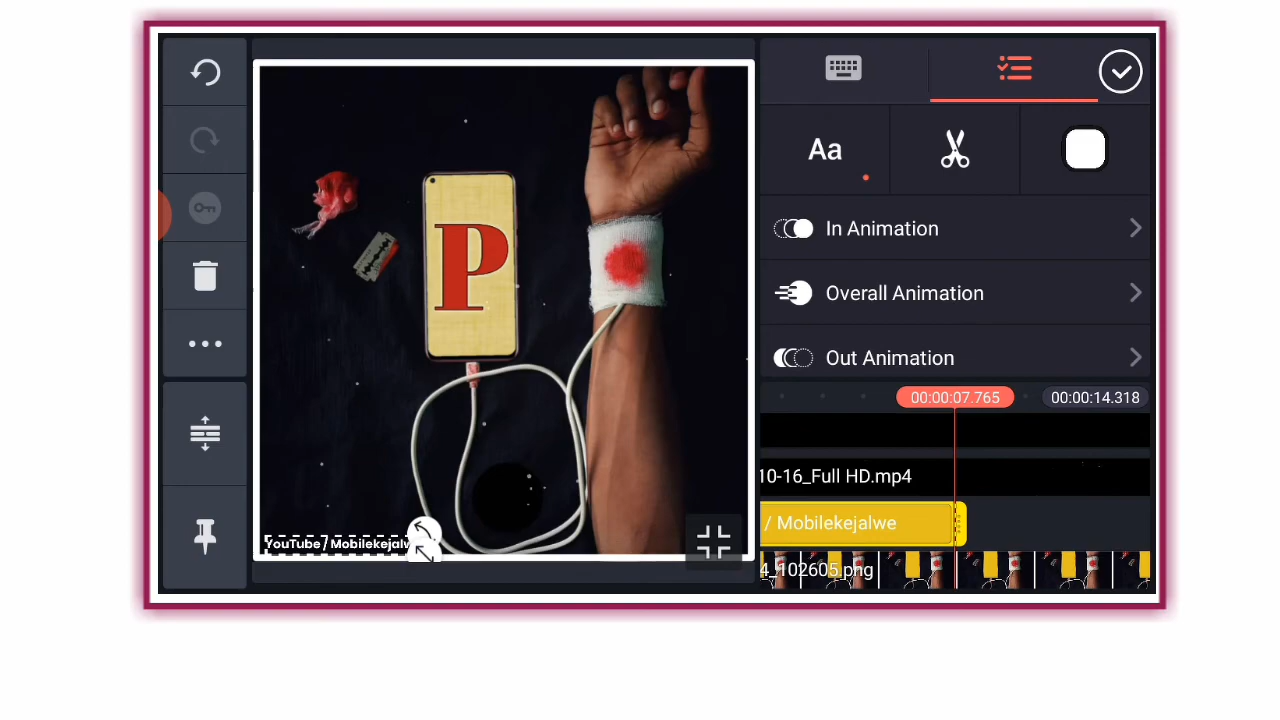 Aa
In Animation
Overall Animation
Out Animation
00:00:07.765
00:00:14.318
10-16_Full HD.mp4
/ Mobilekejalwe
4_102605.png
P
YouTube / Mobilekejalw